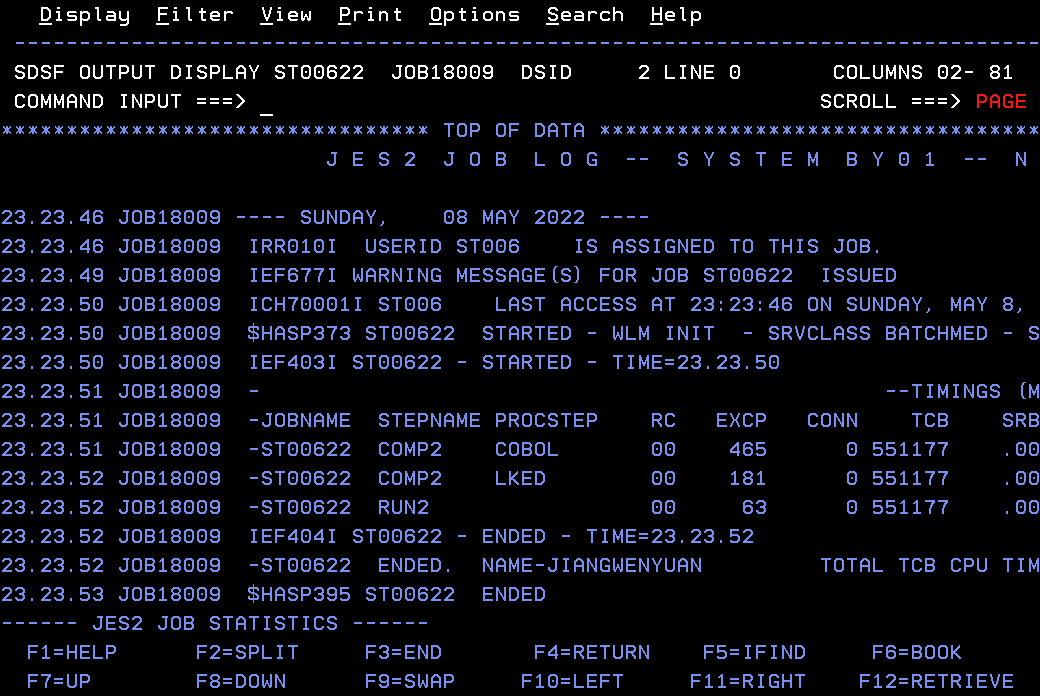 Display  Filter  View  Print  Options  Search  Help
-------------------------------------------------------------------------------
SDSF OUTPUT DISPLAY ST00622  JOB18009  DSID     2 LINE 0       COLUMNS 02- 81
COMMAND INPUT ===> _                                            SCROLL ===> PAGE
********************************* TOP OF DATA **********************************
                         J E S 2  J O B  L O G  --  S Y S T E M  B Y 0 1  --  N

23.23.46 JOB18009 ---- SUNDAY,    08 MAY 2022 ----
23.23.46 JOB18009  IRR010I  USERID ST006    IS ASSIGNED TO THIS JOB.
23.23.49 JOB18009  IEF677I WARNING MESSAGE(S) FOR JOB ST00622  ISSUED
23.23.50 JOB18009  ICH70001I ST006    LAST ACCESS AT 23:23:46 ON SUNDAY, MAY 8,
23.23.50 JOB18009  $HASP373 ST00622  STARTED - WLM INIT  - SRVCLASS BATCHMED - S
23.23.50 JOB18009  IEF403I ST00622 - STARTED - TIME=23.23.50
23.23.51 JOB18009  -                                                --TIMINGS (M
23.23.51 JOB18009  -JOBNAME  STEPNAME PROCSTEP    RC   EXCP   CONN    TCB    SRB
23.23.51 JOB18009  -ST00622  COMP2    COBOL       00    465      0 551177    .00
23.23.52 JOB18009  -ST00622  COMP2    LKED        00    181      0 551177    .00
23.23.52 JOB18009  -ST00622  RUN2                 00     63      0 551177    .00
23.23.52 JOB18009  IEF404I ST00622 - ENDED - TIME=23.23.52
23.23.52 JOB18009  -ST00622  ENDED.  NAME-JIANGWENYUAN         TOTAL TCB CPU TIM
23.23.53 JOB18009  $HASP395 ST00622  ENDED
------ JES2 JOB STATISTICS ------
F1=HELP      F2=SPLIT     F3=END       F4=RETURN    F5=IFIND     F6=BOOK
F7=UP        F8=DOWN      F9=SWAP     F10=LEFT     F11=RIGHT    F12=RETRIEVE